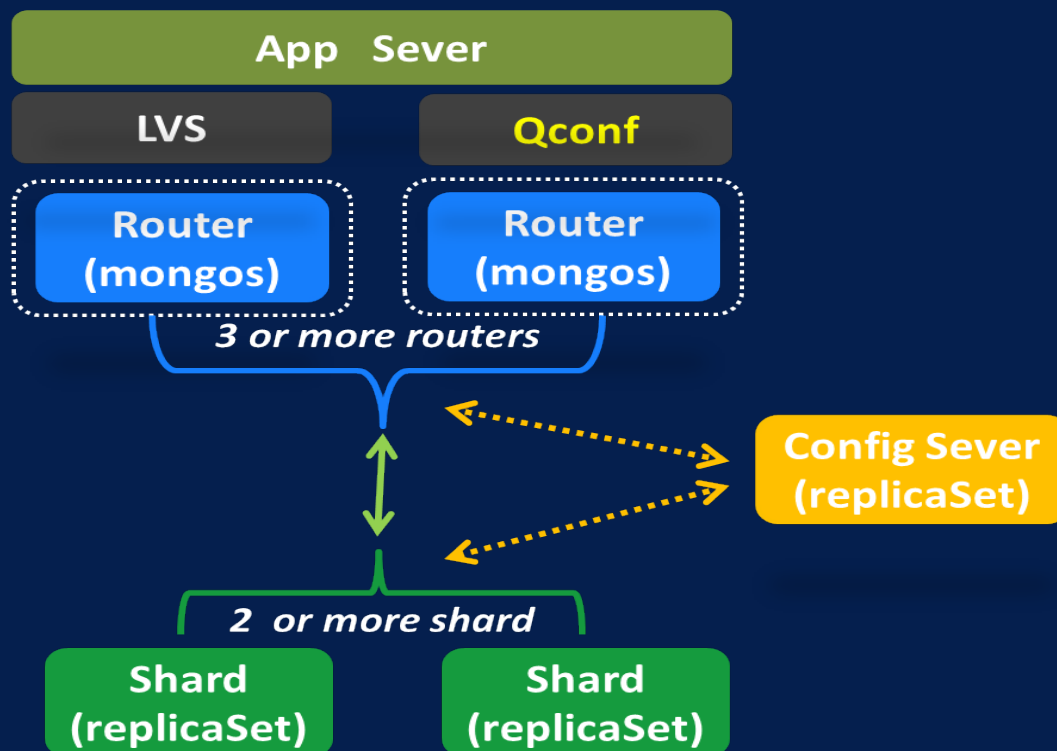 App Sever
LVS
Qconf
Router
(mongos)
Router
(mongos)
3 or more routers
Config Sever
(replicaSet)
2 or more shard
Shard
(replicaSet)
Shard
(replicaSet)